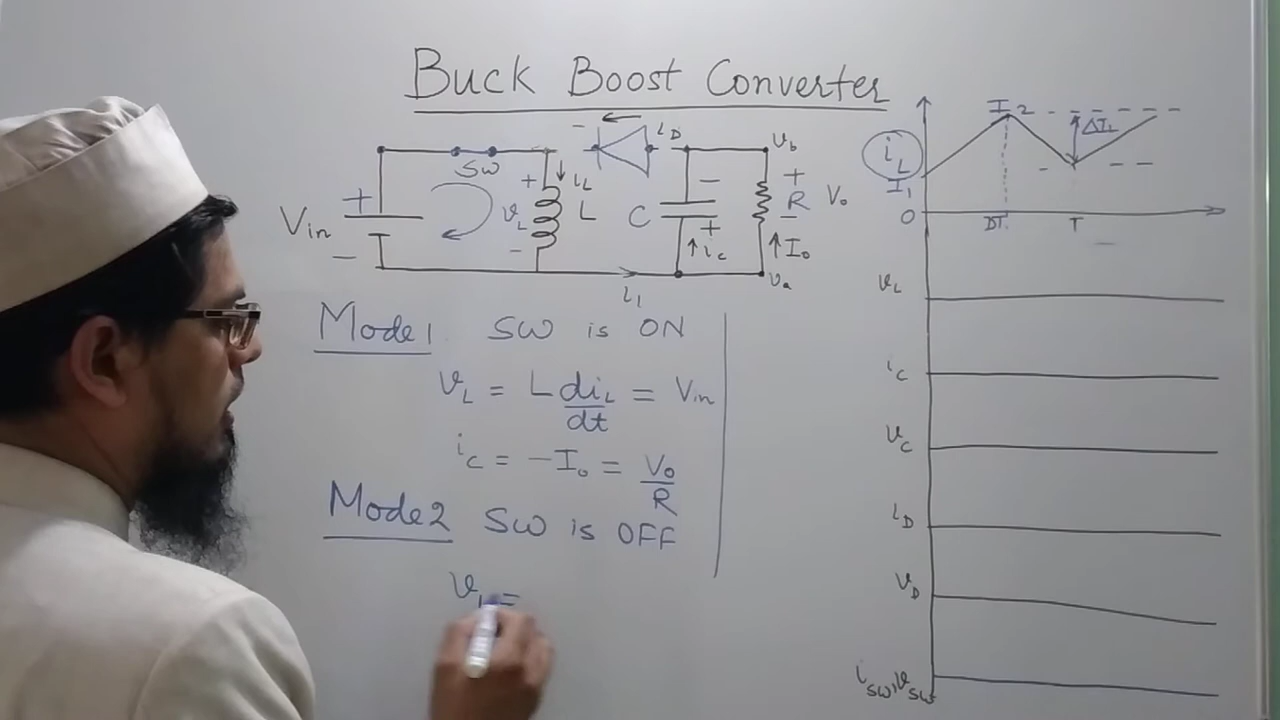 Buck Boost Converter
Vin
+
−
SW
+
−
vL
iL
L
−
iD
C
−
+
ic
vb
+
R
−
Vo
Io
va
i1
Mode1 SW is ON
vL = L diL/dt = Vin
ic = −Io = Vo/R
Mode2 SW is OFF
vL =
iL
I2
ΔIL
I1
0
DT
T
vL
ic
vc
iD
VD
isw,vsw